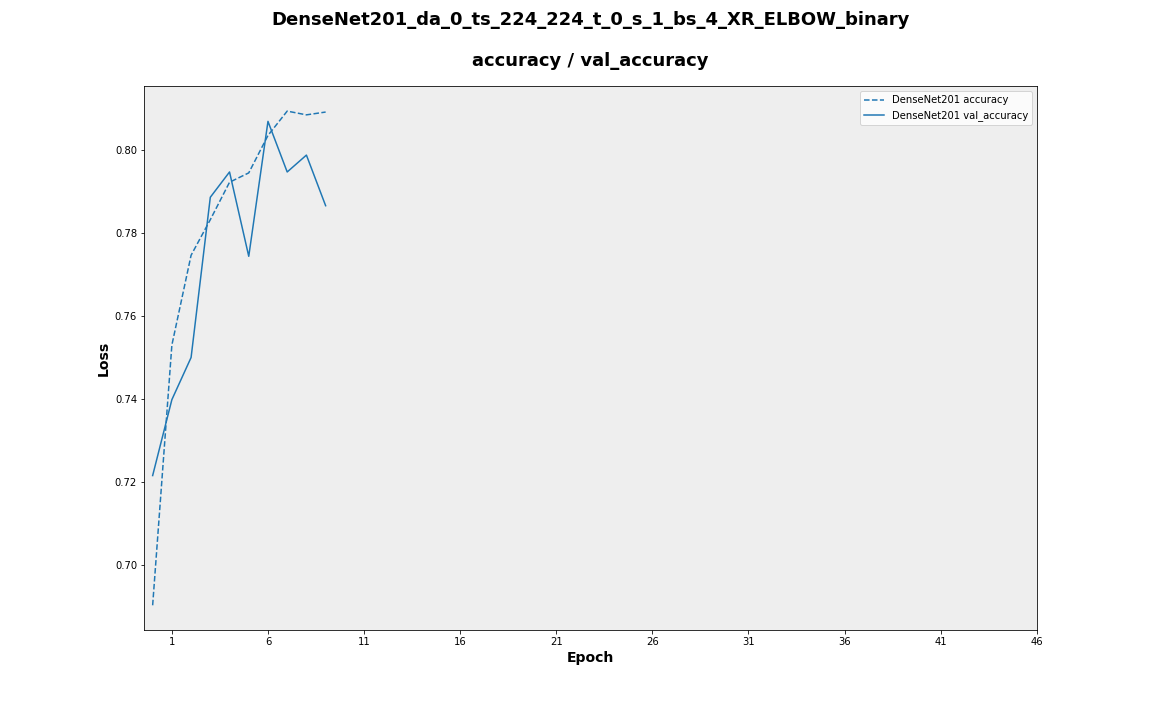 DenseNet201_da_0_ts_224_224_t_0_s_1_bs_4_XR_ELBOW_binary
accuracy / val_accuracy
DenseNet201 accuracy
DenseNet201 val_accuracy
0.80
0.78
0.76
0.74
0.72
0.70
Loss
1 6 11 16 21 26 31 36 41 46
Epoch